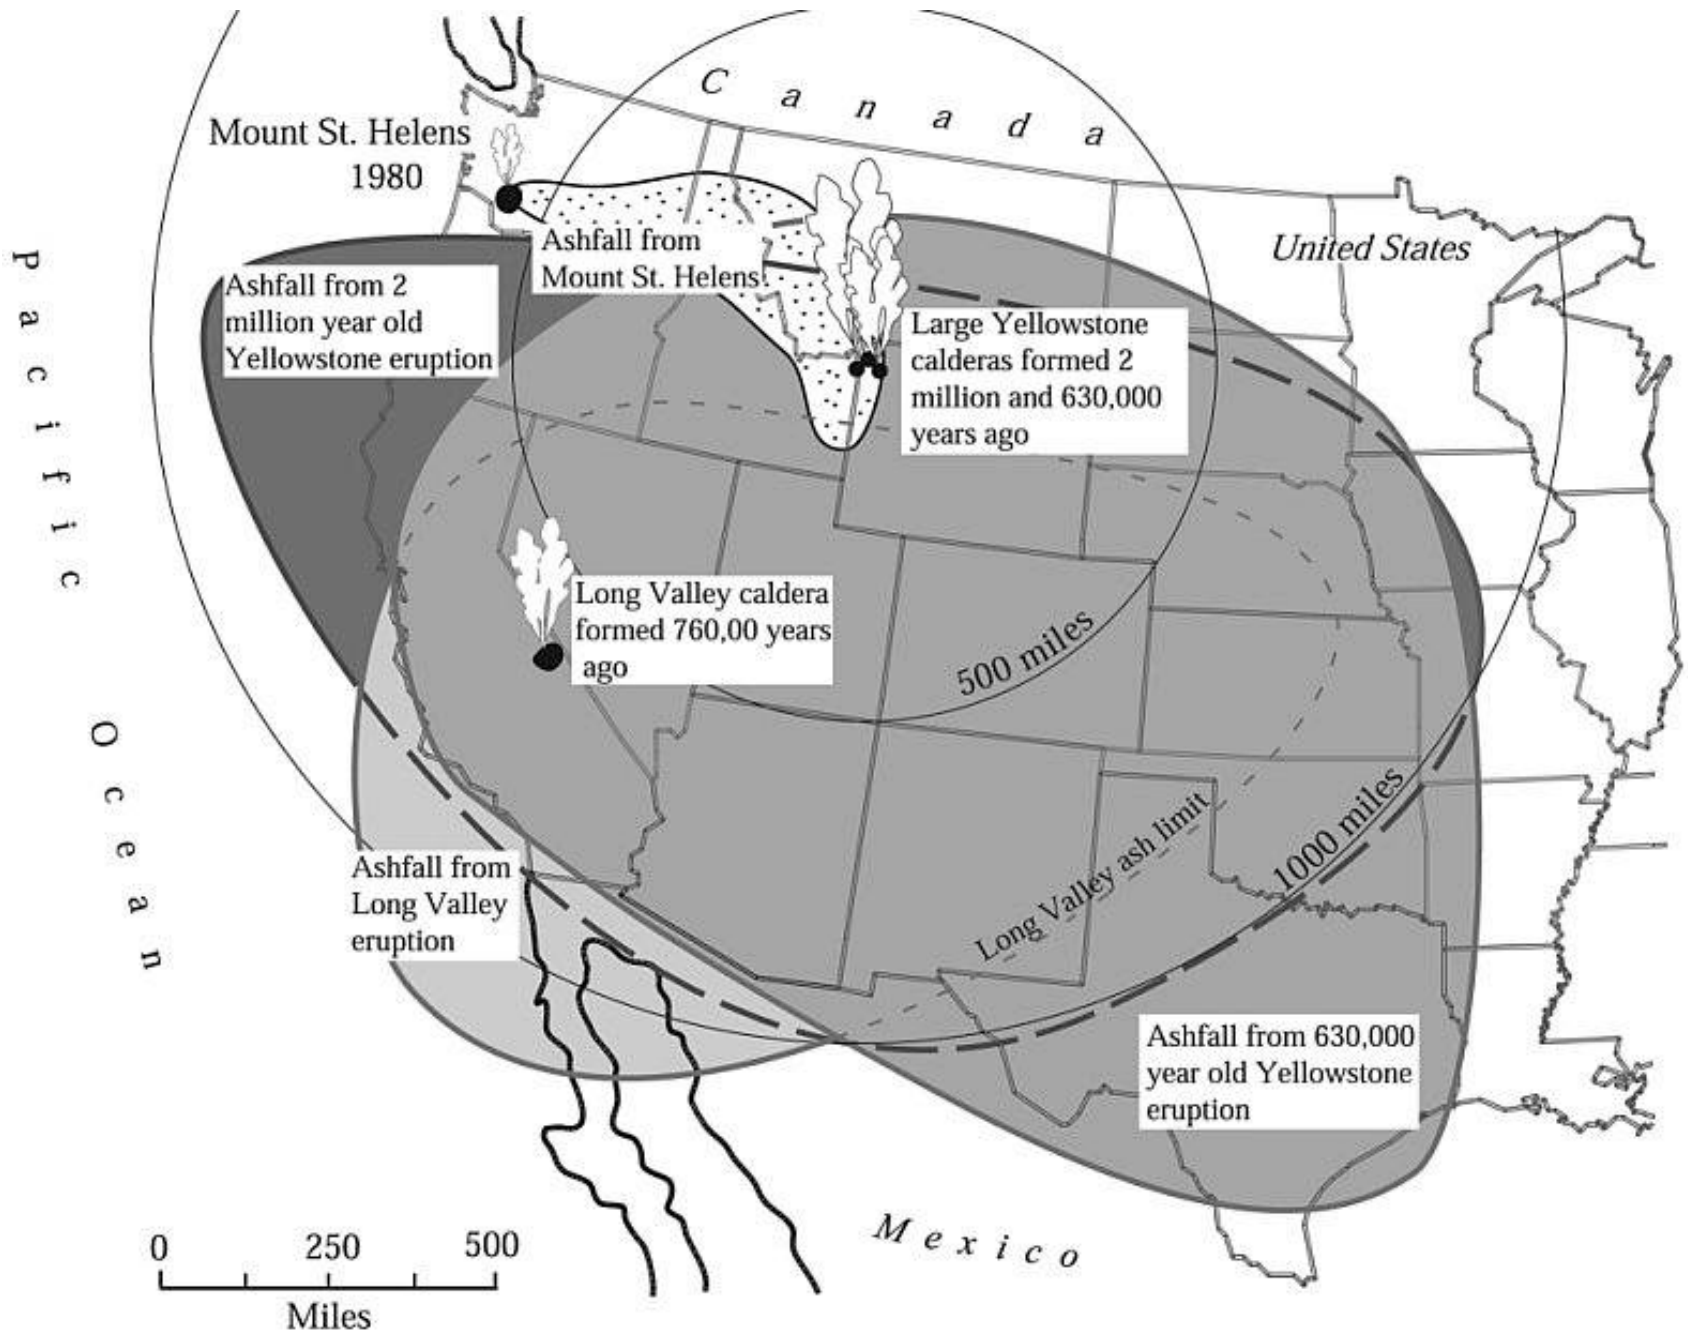 Canada
Mount St. Helens
1980
Pacific Ocean
United States
Ashfall from
Mount St. Helens
Ashfall from 2
million year old
Yellowstone eruption
Large Yellowstone
calderas formed 2
million and 630,000
years ago
Long Valley caldera
formed 760,00 years
ago
500 miles
1000 miles
Long Valley ash limit
Ashfall from
Long Valley
eruption
Ashfall from 630,000
year old Yellowstone
eruption
Mexico
0 250 500
Miles